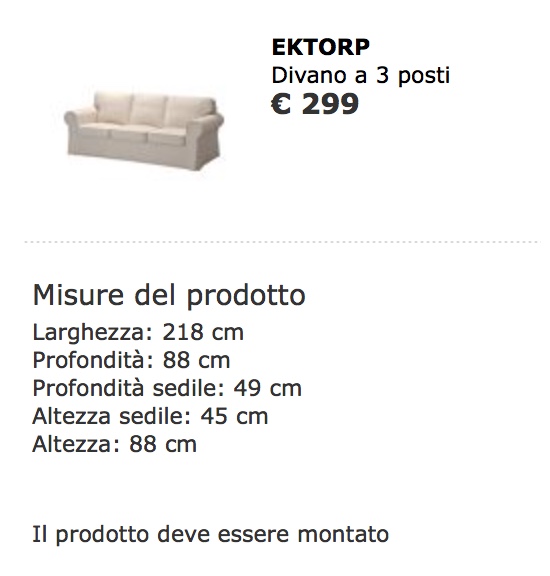 EKTORP
Divano a 3 posti
€ 299
Misure del prodotto
Larghezza: 218 cm
Profondità: 88 cm
Profondità sedile: 49 cm
Altezza sedile: 45 cm
Altezza: 88 cm
Il prodotto deve essere montato